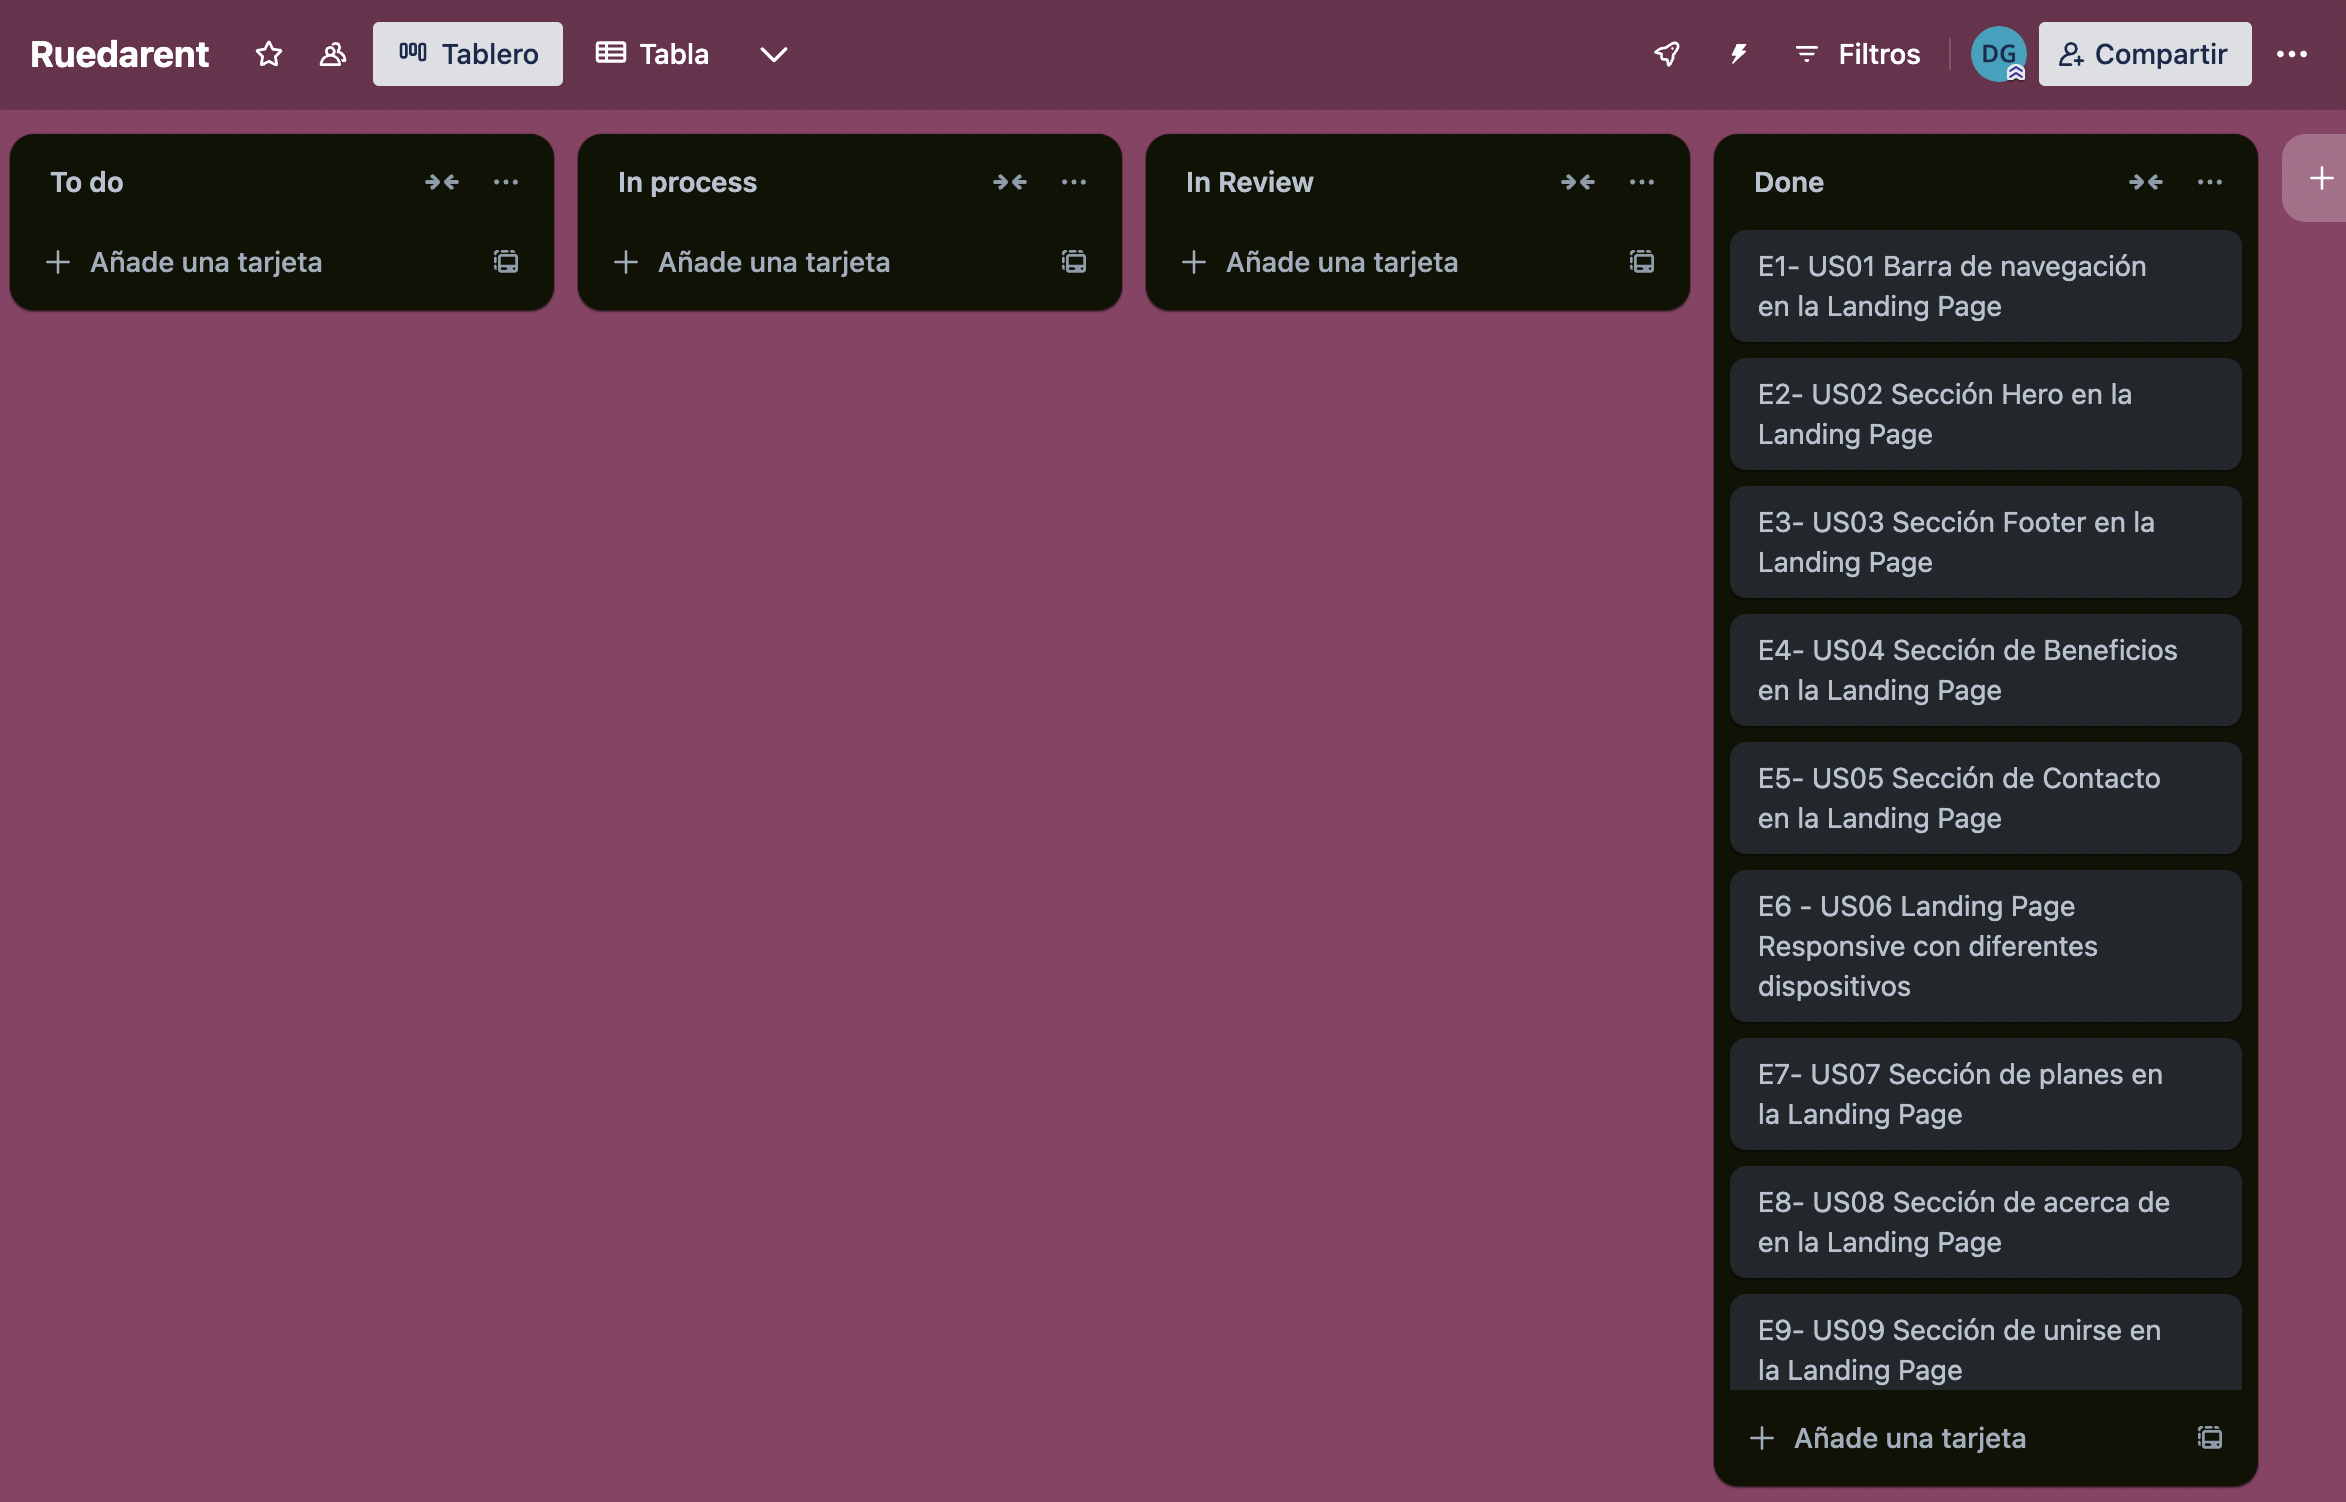 Ruedarent
Tablero
Tabla
Filtros
DG
Compartir
To do
Añade una tarjeta
In process
Añade una tarjeta
In Review
Añade una tarjeta
Done
E1- US01 Barra de navegación
en la Landing Page
E2- US02 Sección Hero en la
Landing Page
E3- US03 Sección Footer en la
Landing Page
E4- US04 Sección de Beneficios
en la Landing Page
E5- US05 Sección de Contacto
en la Landing Page
E6 - US06 Landing Page
Responsive con diferentes
dispositivos
E7- US07 Sección de planes en
la Landing Page
E8- US08 Sección de acerca de
en la Landing Page
E9- US09 Sección de unirse en
la Landing Page
Añade una tarjeta